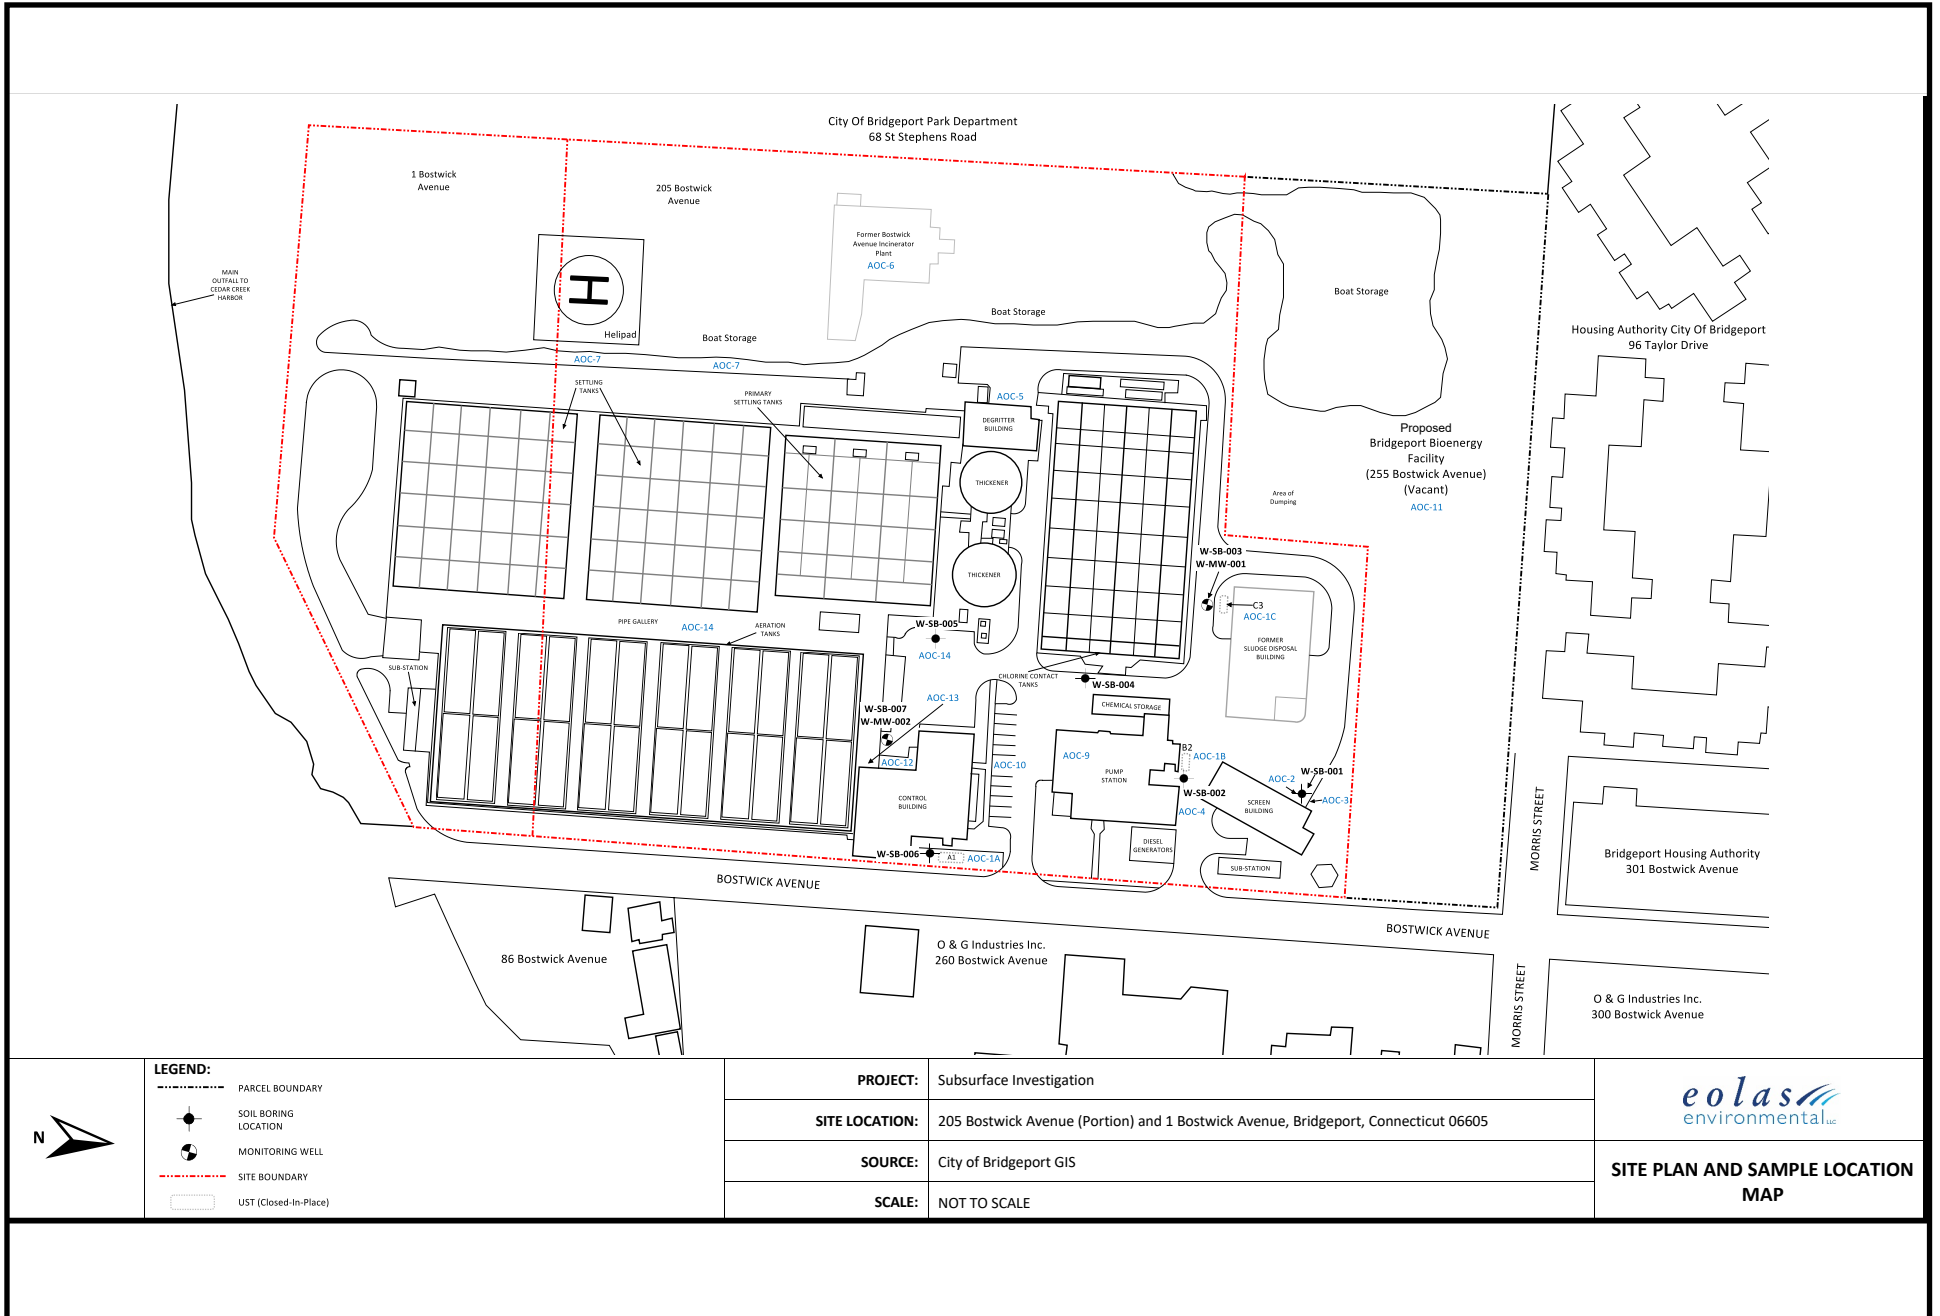 City Of Bridgeport Park Department
68 St Stephens Road
1 Bostwick
Avenue
205 Bostwick
Avenue
Former Bostwick
Avenue Incinerator
Plant
AOC-6
MAIN
OUTFALL TO
CEDAR CREEK
HARBOR
H
Helipad
Boat Storage
Boat Storage
Boat Storage
Housing Authority City Of Bridgeport
96 Taylor Drive
AOC-7
AOC-7
SETTLING
TANKS
PRIMARY
SETTLING TANKS
AOC-5
DEGRITTER
BUILDING
THICKENER
THICKENER
Proposed
Bridgeport Bioenergy
Facility
(255 Bostwick Avenue)
(Vacant)
AOC-11
Area of
Dumping
W-SB-003
W-MW-001
C3
AOC-1C
FORMER
SLUDGE DISPOSAL
BUILDING
PIPE GALLERY
AOC-14
AERATION
TANKS
W-SB-005
AOC-14
SUB-STATION
CHLORINE CONTACT
TANKS
W-SB-004
AOC-13
W-SB-007
W-MW-002
CHEMICAL STORAGE
AOC-12
AOC-10
AOC-9
PUMP
STATION
B2
AOC-1B
W-SB-002
AOC-4
AOC-2
W-SB-001
AOC-3
SCREEN
BUILDING
CONTROL
BUILDING
DIESEL
GENERATORS
SUB-STATION
W-SB-006
A1
AOC-1A
BOSTWICK AVENUE
BOSTWICK AVENUE
MORRIS STREET
MORRIS STREET
Bridgeport Housing Authority
301 Bostwick Avenue
86 Bostwick Avenue
O & G Industries Inc.
260 Bostwick Avenue
O & G Industries Inc.
300 Bostwick Avenue
N
LEGEND:
PARCEL BOUNDARY
SOIL BORING
LOCATION
MONITORING WELL
SITE BOUNDARY
UST (Closed-In-Place)
PROJECT: Subsurface Investigation
SITE LOCATION: 205 Bostwick Avenue (Portion) and 1 Bostwick Avenue, Bridgeport, Connecticut 06605
SOURCE: City of Bridgeport GIS
SCALE: NOT TO SCALE
eolas
environmental LLC
SITE PLAN AND SAMPLE LOCATION
MAP